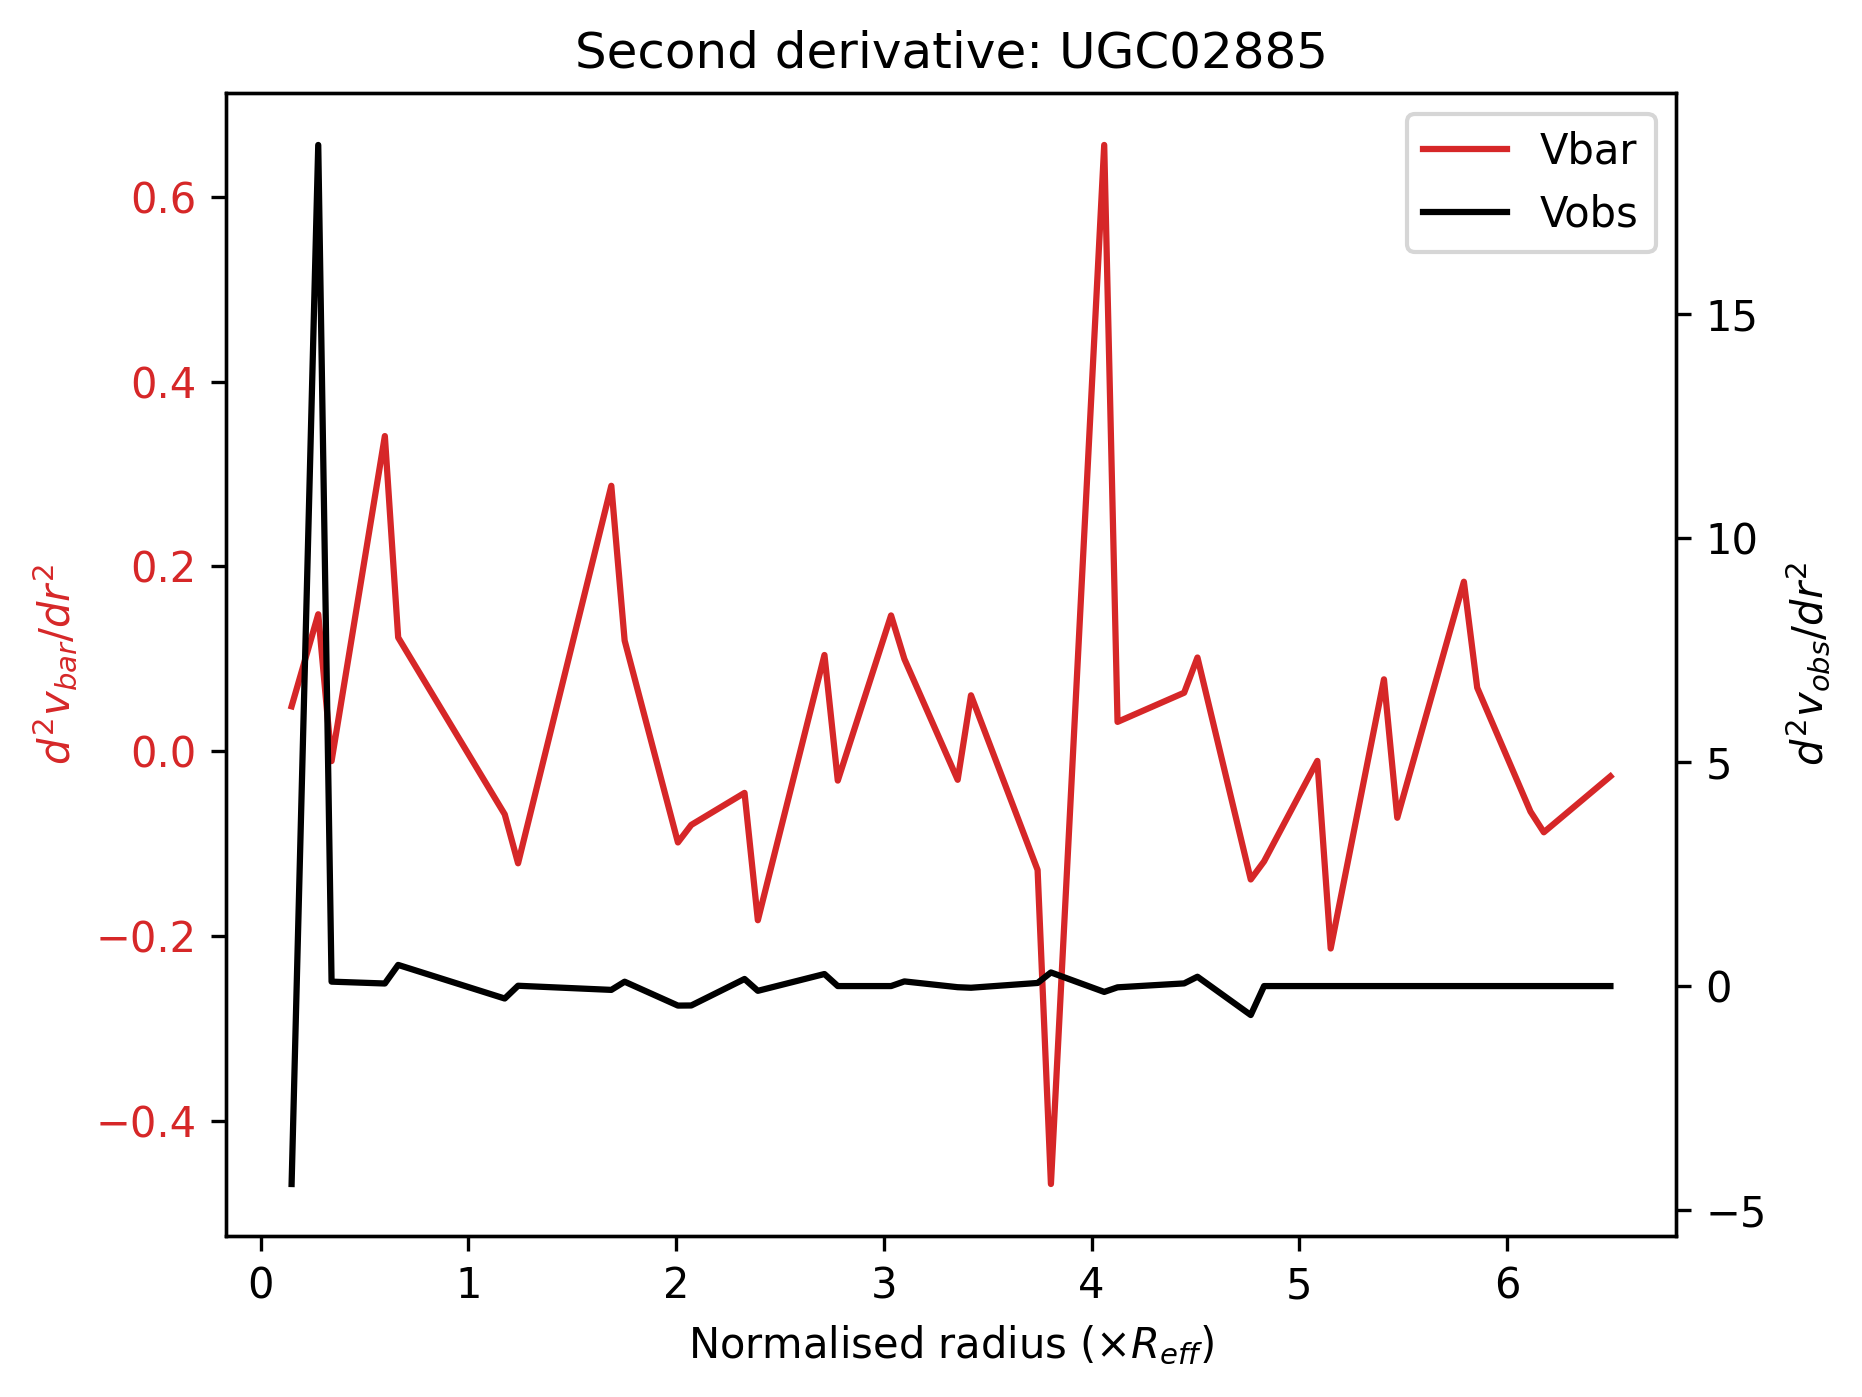 Second derivative: UGC02885
Vbar
Vobs
0.6
0.4
0.2
0.0
−0.2
−0.4
d²v_bar/dr²
15
10
5
0
−5
d²v_obs/dr²
0 1 2 3 4 5 6
Normalised radius (×R_eff)